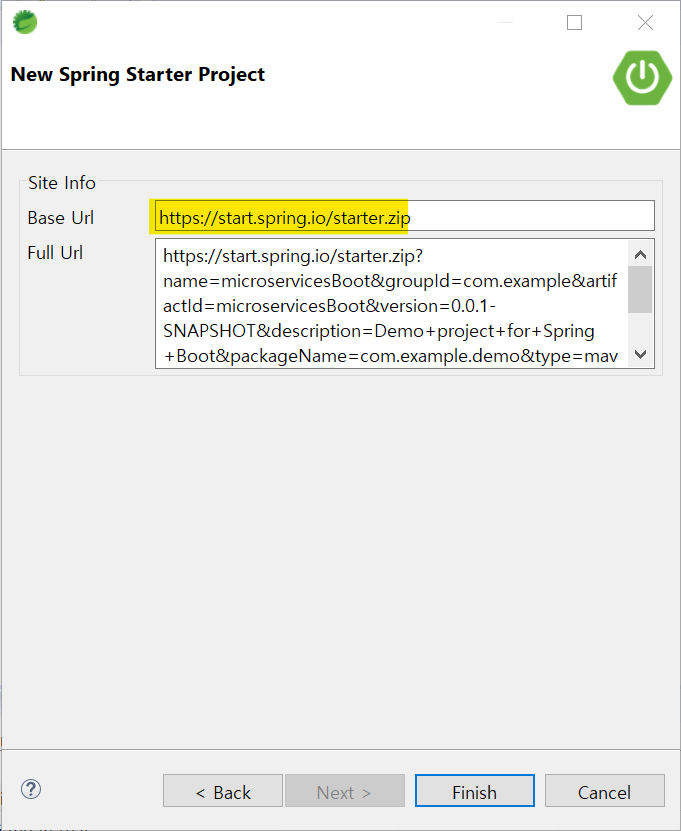 New Spring Starter Project
Site Info
Base Url
https://start.spring.io/starter.zip
Full Url
https://start.spring.io/starter.zip?
name=microservicesBoot&groupId=com.example&artif
actId=microservicesBoot&version=0.0.1-
SNAPSHOT&description=Demo+project+for+Spring
+Boot&packageName=com.example.demo&type=mav
?
< Back
Next >
Finish
Cancel